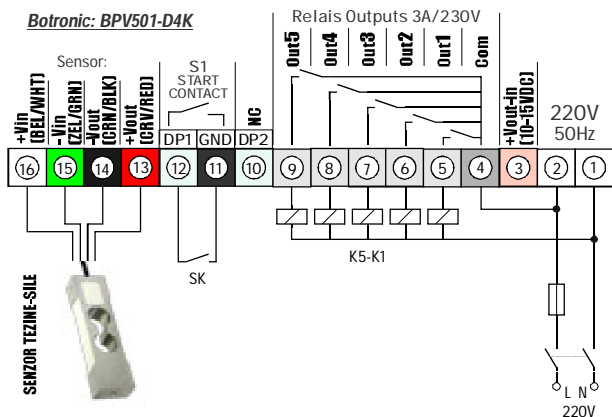 Botronic: BPV501-D4K
Relais Outputs 3A/230V
Sensor:
S1
START
CONTACT
+Vin
(BEL/WHT)
-Vin
(ZEL/GRN)
-Vout
(CRN/BLK)
+Vout
(CRV/RED)
NC
Out5
Out4
Out3
Out2
Out1
Com
+Vout-in
(10-15VDC)
220V
50Hz
DP1 GND DP2
16 15 14 13 12 11 10 9 8 7 6 5 4 3 2 1
SK
K5-K1
SENZOR TEZINE-SILE
L N
220V